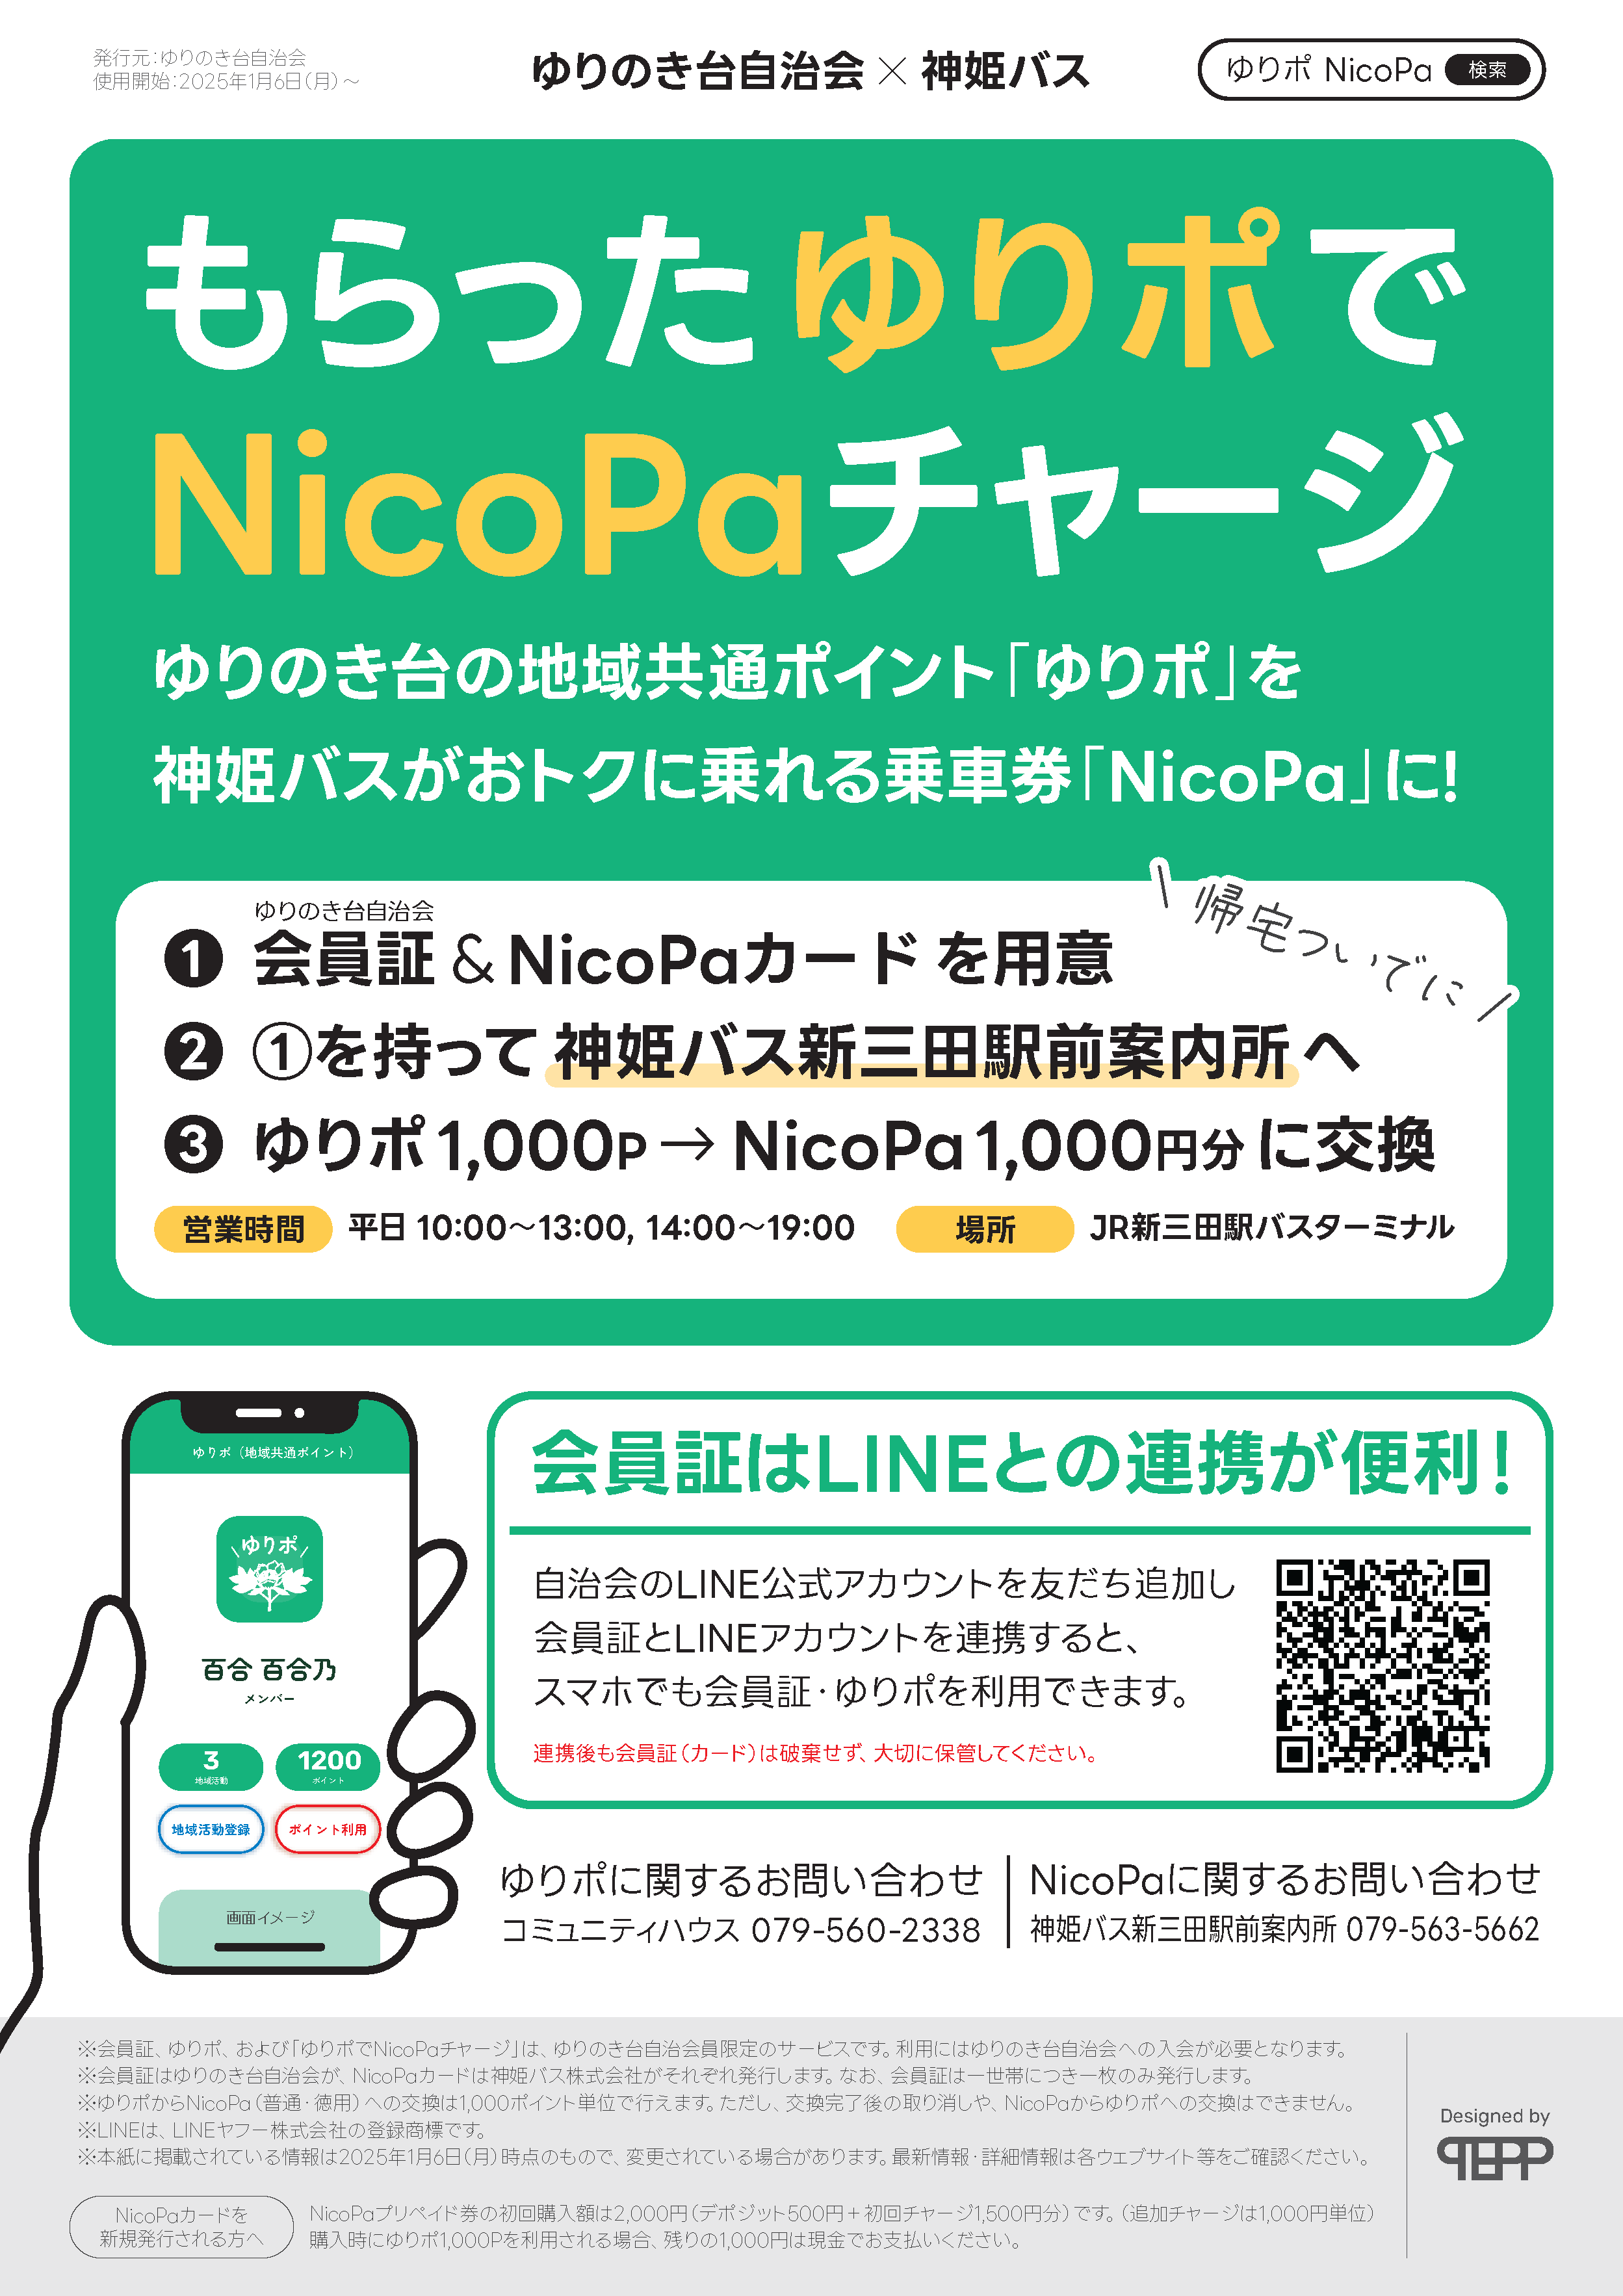 発行元：ゆりのき台自治会
使用開始：2025年1月6日（月）～
ゆりのき台自治会 × 神姫バス
ゆりポ NicoPa 検索
もらったゆりポで
NicoPaチャージ
ゆりのき台の地域共通ポイント「ゆりポ」を
神姫バスがおトクに乗れる乗車券「NicoPa」に!
帰宅ついでに
ゆりのき台自治会
❶ 会員証 & NicoPaカード を用意
❷ ①を持って 神姫バス新三田駅前案内所 へ
❸ ゆりポ 1,000P → NicoPa 1,000円分 に交換
営業時間 平日 10:00～13:00, 14:00～19:00 場所 JR新三田駅バスターミナル
ゆりポ（地域共通ポイント）
ゆりポ
百合 百合乃
メンバー
3 1200
地域活動 ポイント
地域活動登録 ポイント利用
画面イメージ
会員証はLINEとの連携が便利！
自治会のLINE公式アカウントを友だち追加し
会員証とLINEアカウントを連携すると、
スマホでも会員証・ゆりポを利用できます。
連携後も会員証（カード）は破棄せず、大切に保管してください。
ゆりポに関するお問い合わせ
コミュニティハウス 079-560-2338
NicoPaに関するお問い合わせ
神姫バス新三田駅前案内所 079-563-5662
※会員証、ゆりポ、および「ゆりポでNicoPaチャージ」は、ゆりのき台自治会員限定のサービスです。利用にはゆりのき台自治会への入会が必要となります。
※会員証はゆりのき台自治会が、NicoPaカードは神姫バス株式会社がそれぞれ発行します。なお、会員証は一世帯につき一枚のみ発行します。
※ゆりポからNicoPa（普通・徳用）への交換は1,000ポイント単位で行えます。ただし、交換完了後の取り消しや、NicoPaからゆりポへの交換はできません。
※LINEは、LINEヤフー株式会社の登録商標です。
※本紙に掲載されている情報は2025年1月6日（月）時点のもので、変更されている場合があります。最新情報・詳細情報は各ウェブサイト等をご確認ください。
NicoPaカードを
新規発行される方へ
NicoPaプリペイド券の初回購入額は2,000円（デポジット500円＋初回チャージ1,500円分）です。（追加チャージは1,000円単位）
購入時にゆりポ1,000Pを利用される場合、残りの1,000円は現金でお支払いください。
Designed by
TEPP